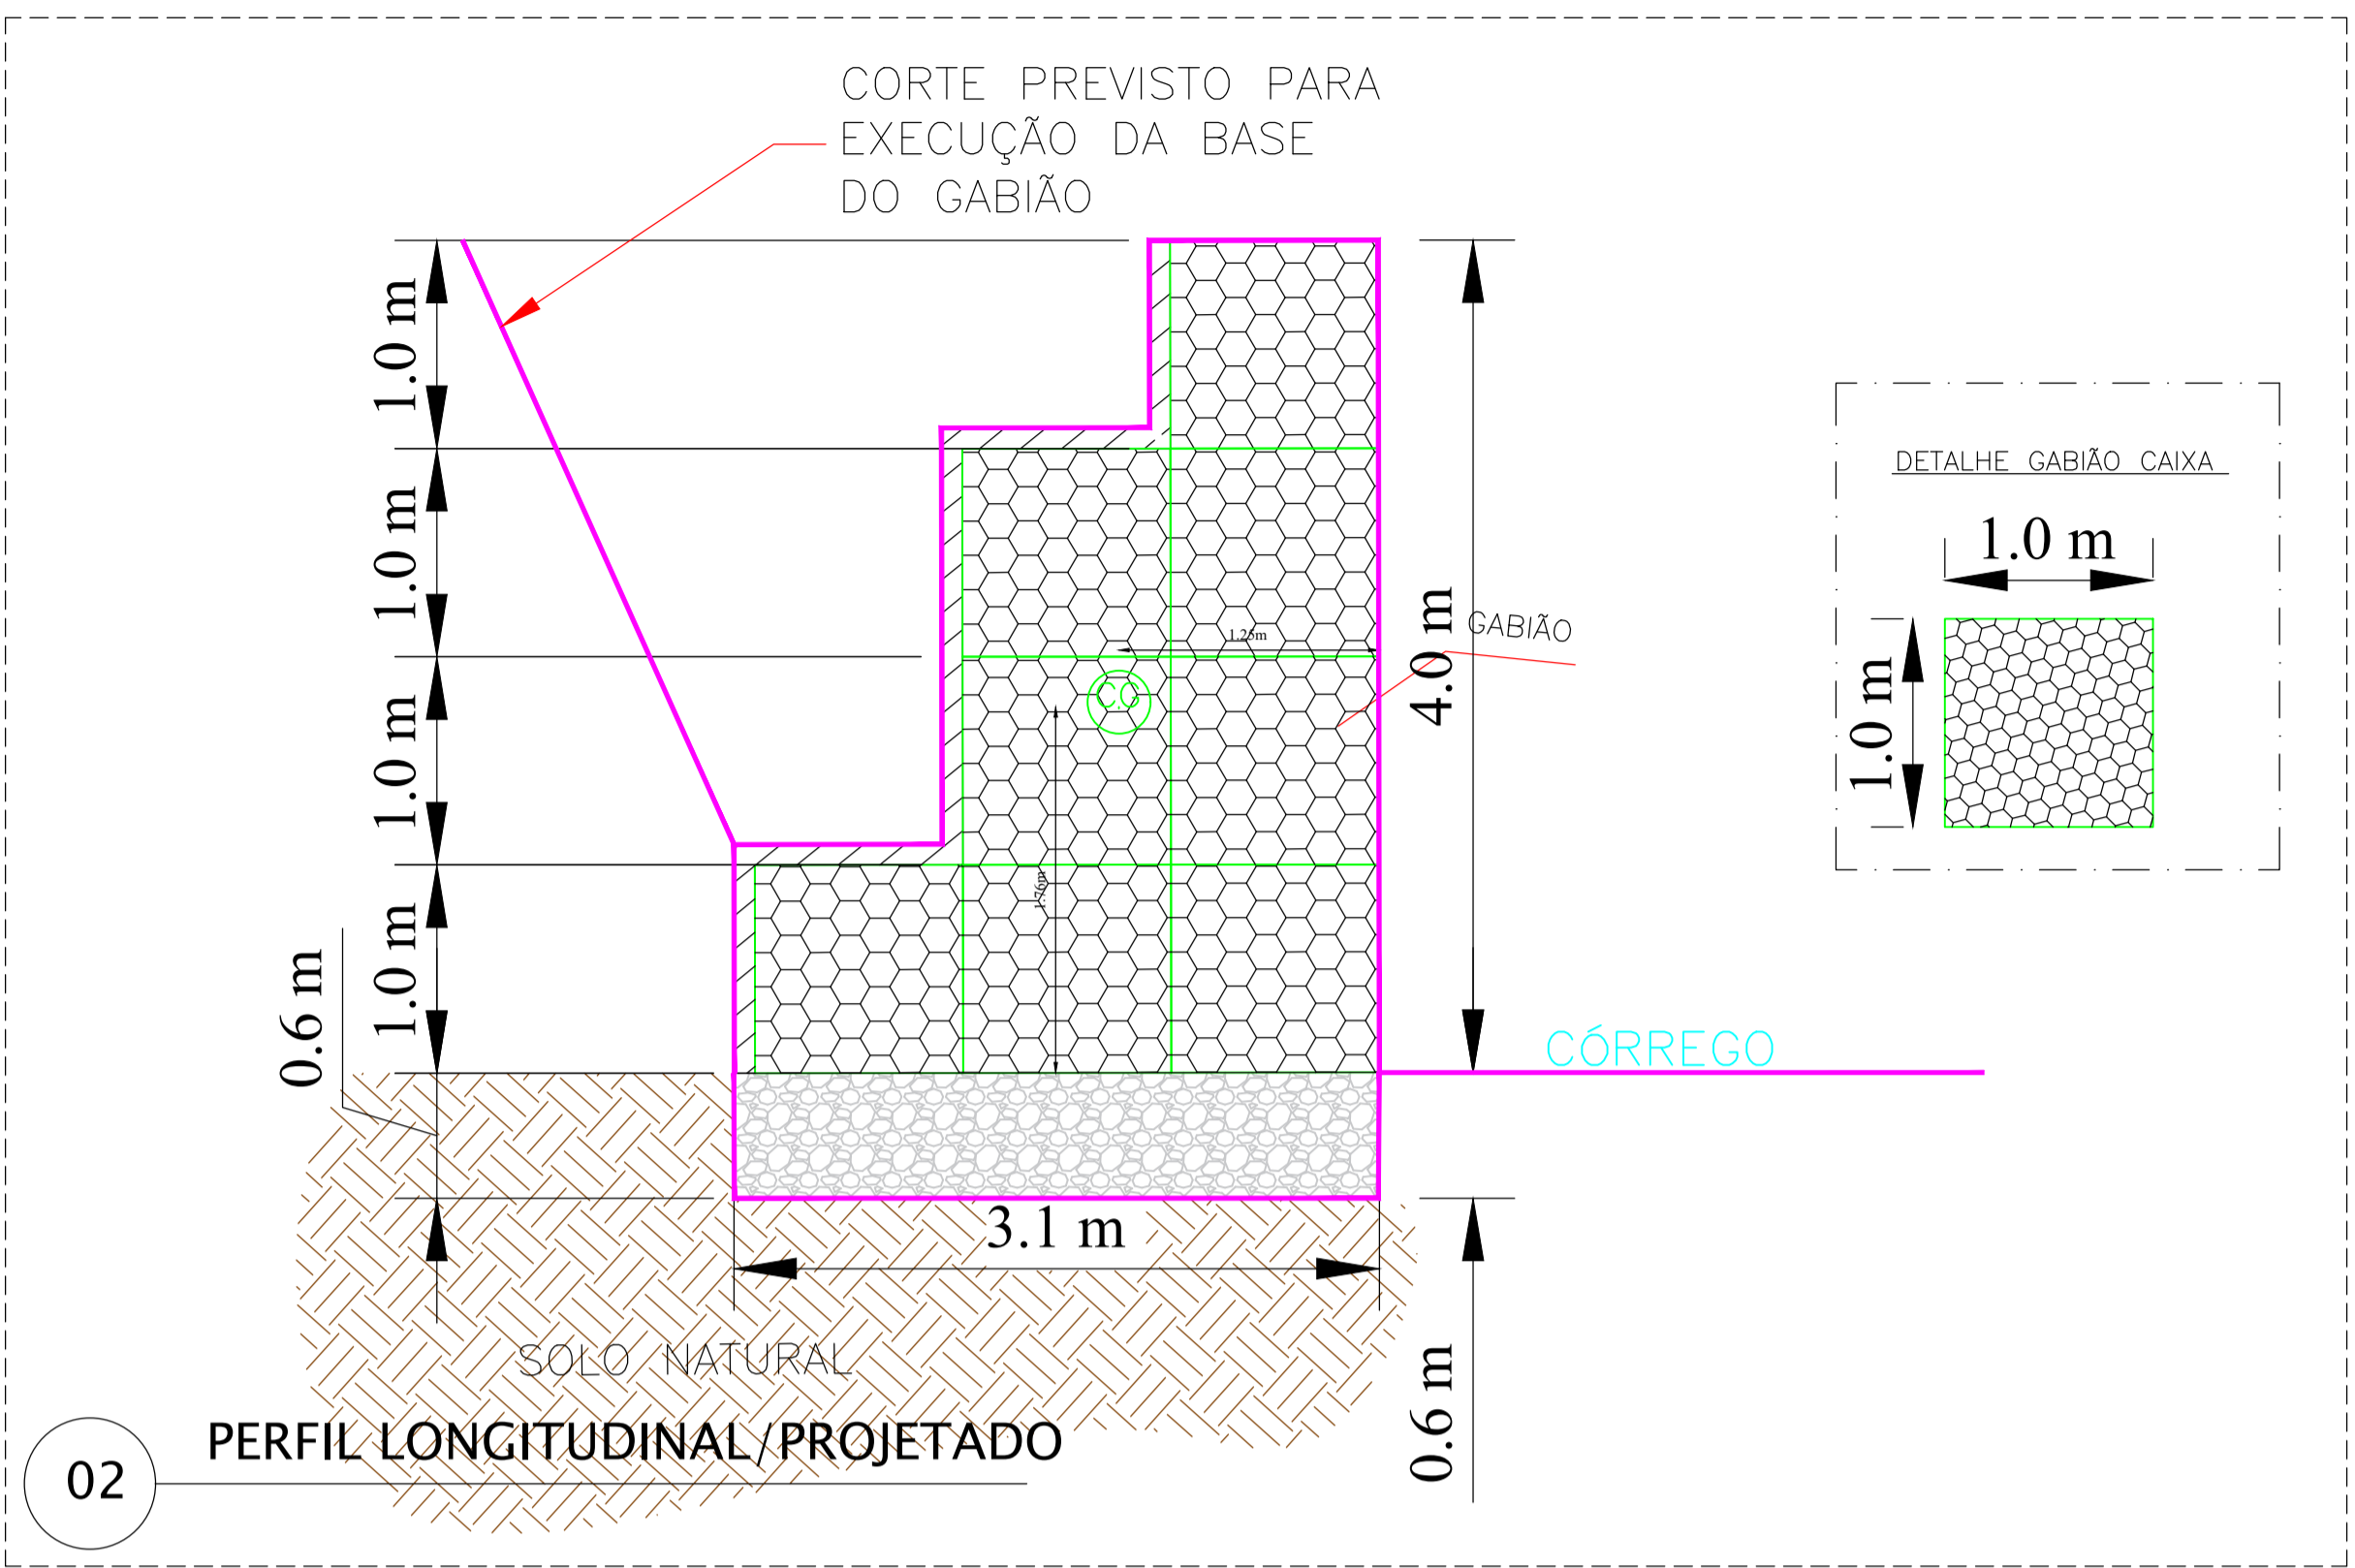 CORTE PREVISTO PARA
EXECUÇÃO DA BASE
DO GABIÃO
1.0 m
1.0 m
1.0 m
1.0 m
0.6 m
4.0 m
GABIÃO
1.25m
C.G
1.76m
DETALHE GABIÃO CAIXA
1.0 m
1.0 m
CÓRREGO
3.1 m
0.6 m
SOLO NATURAL
02
PERFIL LONGITUDINAL/PROJETADO